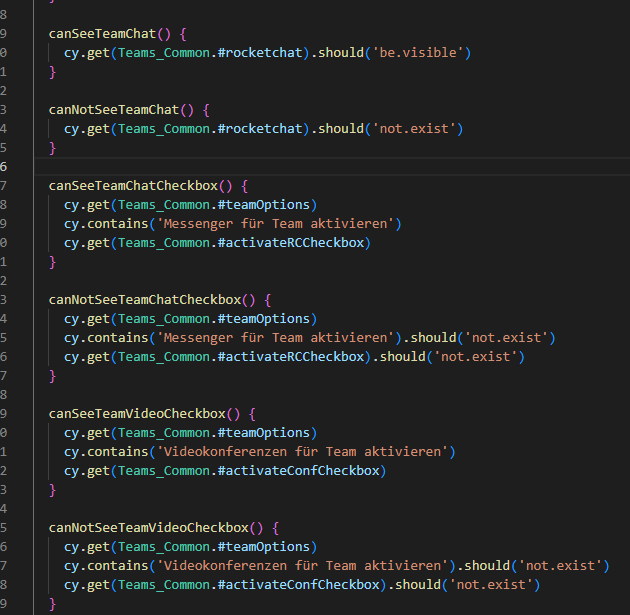 8
9 canSeeTeamChat() {
0 cy.get(Teams_Common.#rocketchat).should('be.visible')
1 }
2
3 canNotSeeTeamChat() {
4 cy.get(Teams_Common.#rocketchat).should('not.exist')
5 }
6
7 canSeeTeamChatCheckbox() {
8 cy.get(Teams_Common.#teamOptions)
9 cy.contains('Messenger für Team aktivieren')
0 cy.get(Teams_Common.#activateRCCheckbox)
1 }
2
3 canNotSeeTeamChatCheckbox() {
4 cy.get(Teams_Common.#teamOptions)
5 cy.contains('Messenger für Team aktivieren').should('not.exist')
6 cy.get(Teams_Common.#activateRCCheckbox).should('not.exist')
7 }
8
9 canSeeTeamVideoCheckbox() {
0 cy.get(Teams_Common.#teamOptions)
1 cy.contains('Videokonferenzen für Team aktivieren')
2 cy.get(Teams_Common.#activateConfCheckbox)
3 }
4
5 canNotSeeTeamVideoCheckbox() {
6 cy.get(Teams_Common.#teamOptions)
7 cy.contains('Videokonferenzen für Team aktivieren').should('not.exist')
8 cy.get(Teams_Common.#activateConfCheckbox).should('not.exist')
9 }